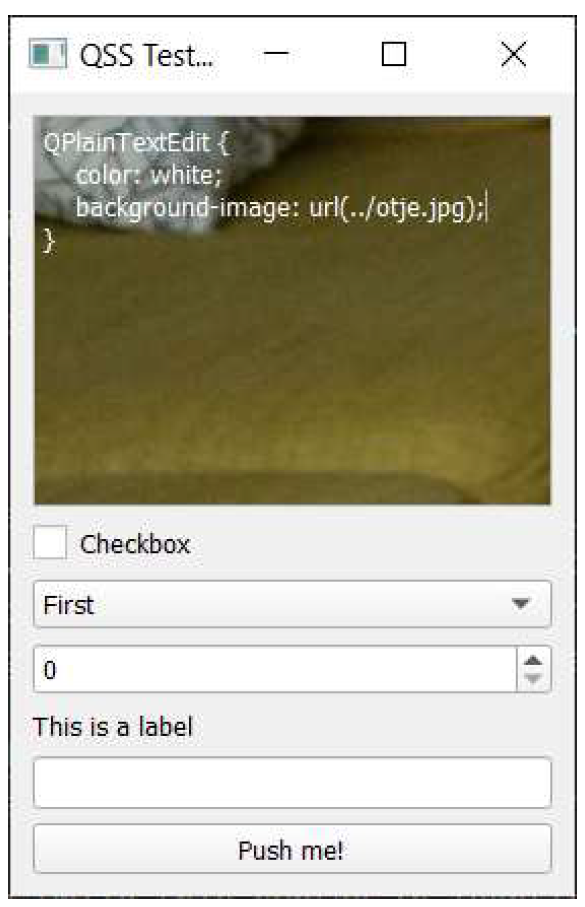 QSS Test...
QPlainTextEdit {
    color: white;
    background-image: url(../otje.jpg);
}
Checkbox
First
0
This is a label
Push me!